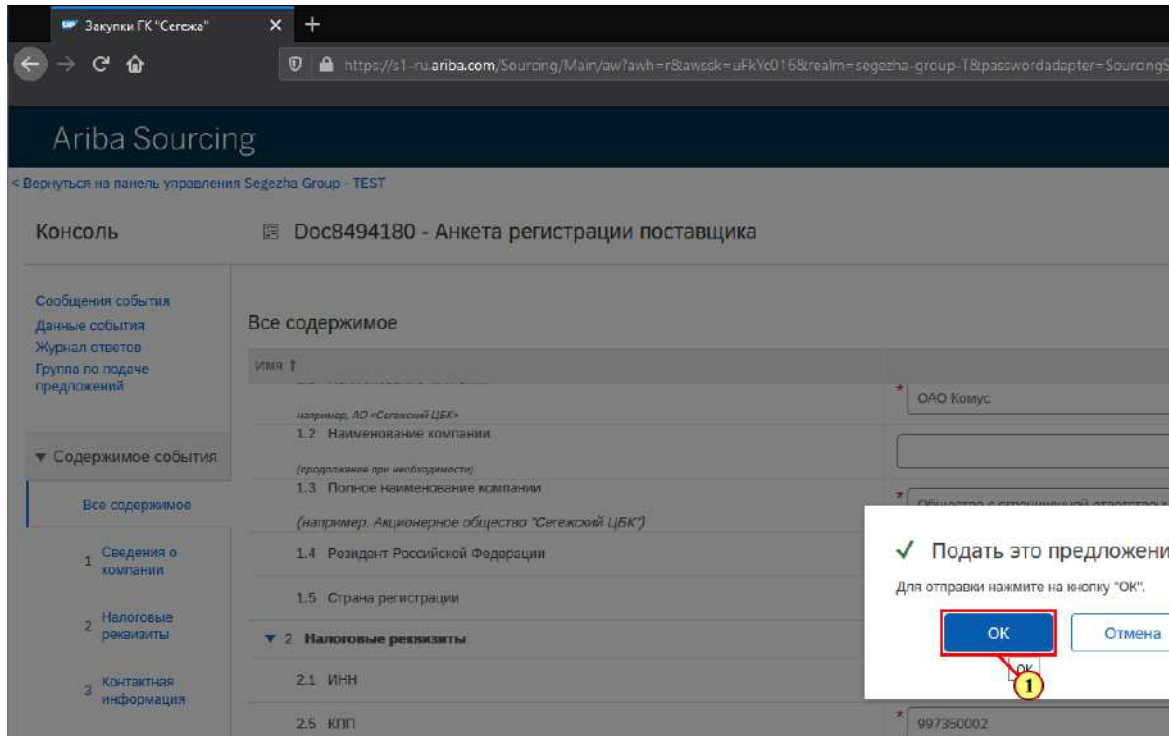 Закупки ГК "Сегежа"
https://s1-ru.ariba.com/Sourcing/Main/aw?awh=r&awssk=uFkYc016&realm=segezha-group-T&passwordadapter=SourcingS
Ariba Sourcing
< Вернуться на панель управления Segezha Group - TEST
Консоль
Doc8494180 - Анкета регистрации поставщика
Сообщения события
Данные события
Журнал ответов
Группа по подаче
предложений
Все содержимое
Имя ↑
* ОАО Комус
например, АО «Сегежский ЦБК»
1.2 Наименование компании
(продолжение при необходимости)
▼ Содержимое события
1.3 Полное наименование компании
* Общество с ограниченной
(например, Акционерное общество "Сегежский ЦБК")
Все содержимое
1 Сведения о
компании
1.4 Резидент Российской Федерации
1.5 Страна регистрации
✓ Подать это предложени
Для отправки нажмите на кнопку "ОК".
ОК
Отмена
ОК
1
2 Налоговые
реквизиты
▼ 2 Налоговые реквизиты
2.1 ИНН
3 Контактная
информация
2.5 КПП
* 997350002